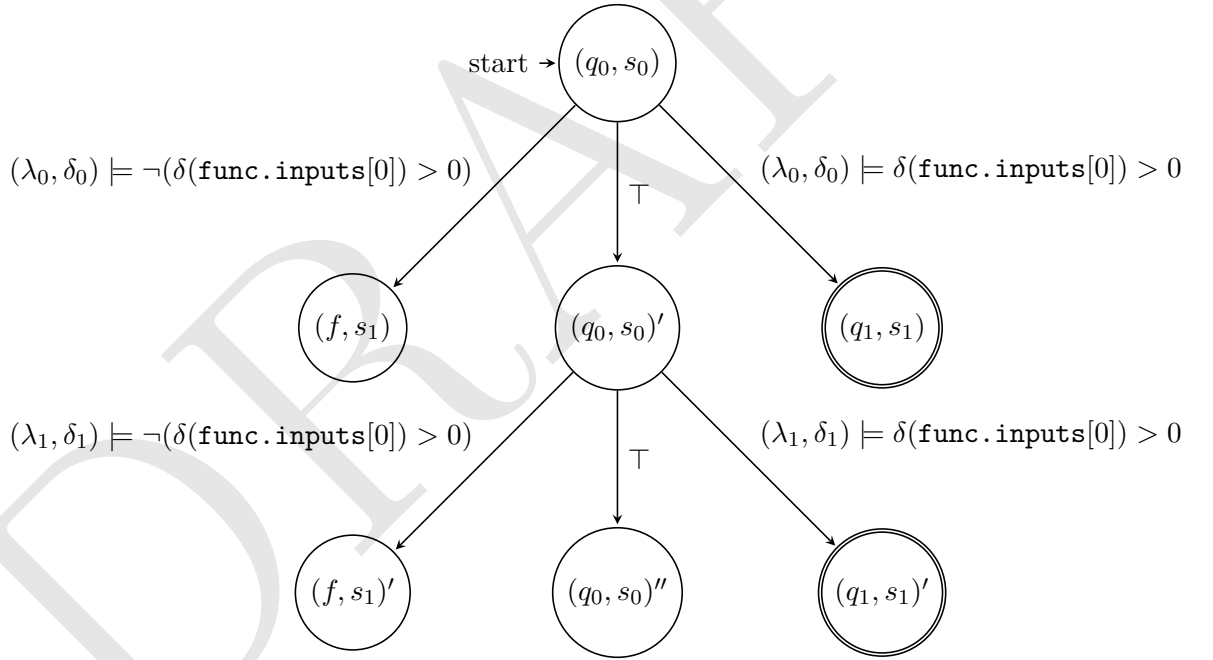 start (q₀, s₀)
(λ₀, δ₀) ⊨ ¬(δ(func.inputs[0]) > 0)
⊤
(λ₀, δ₀) ⊨ δ(func.inputs[0]) > 0
(f, s₁)
(q₀, s₀)′
(q₁, s₁)
(λ₁, δ₁) ⊨ ¬(δ(func.inputs[0]) > 0)
⊤
(λ₁, δ₁) ⊨ δ(func.inputs[0]) > 0
(f, s₁)′
(q₀, s₀)″
(q₁, s₁)′
DRA